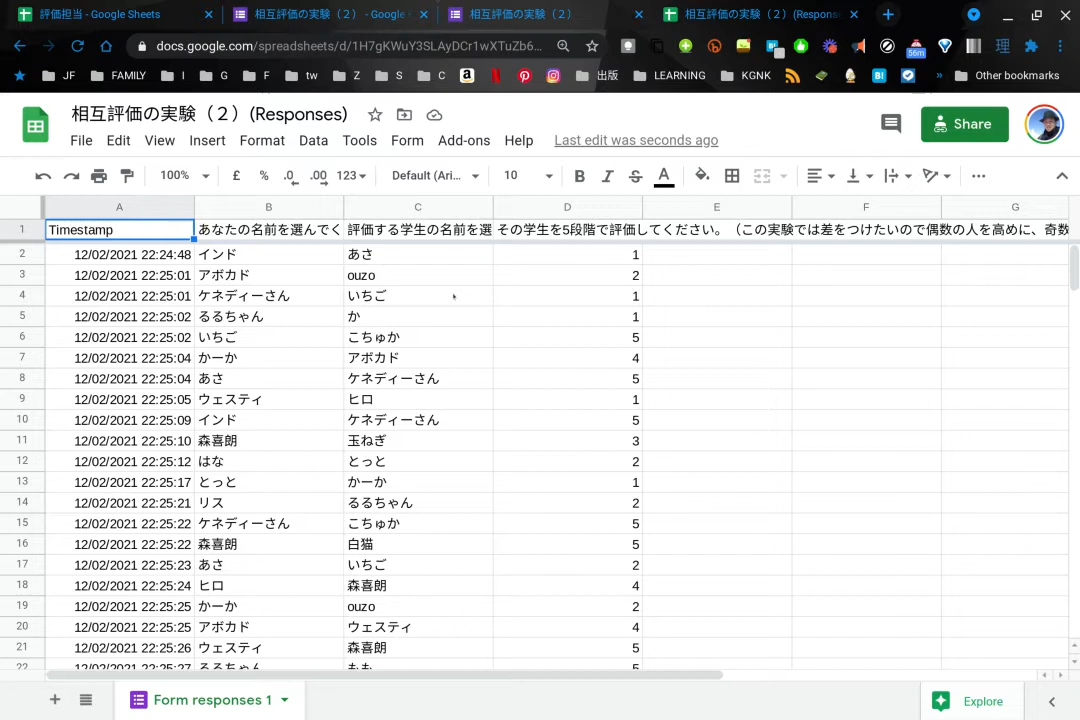 評価担当 - Google Sheets
相互評価の実験（２） - Google
相互評価の実験（２）
相互評価の実験（２）(Respons
docs.google.com/spreadsheets/d/1H7gKWuY3SLAyDCr1wXTuZb6...
56m
理
JF FAMILY I G F tw Z S C a 出版 LEARNING KGNK B! » Other bookmarks
相互評価の実験（２）(Responses)
File Edit View Insert Format Data Tools Form Add-ons Help Last edit was seconds ago
Share
100% £ % .0 .00 123 Default (Ari... 10 B I S A
A B C D E F G
1 Timestamp あなたの名前を選んでく 評価する学生の名前を選 その学生を5段階で評価してください。（この実験では差をつけたいので偶数の人を高めに、奇数
2 12/02/2021 22:24:48 インド あさ 1
3 12/02/2021 22:25:01 アボカド ouzo 2
4 12/02/2021 22:25:01 ケネディーさん いちご 1
5 12/02/2021 22:25:02 るるちゃん か 1
6 12/02/2021 22:25:02 いちご こちゅか 5
7 12/02/2021 22:25:04 かーか アボカド 4
8 12/02/2021 22:25:04 あさ ケネディーさん 5
9 12/02/2021 22:25:05 ウェスティ ヒロ 1
10 12/02/2021 22:25:09 インド ケネディーさん 5
11 12/02/2021 22:25:10 森喜朗 玉ねぎ 3
12 12/02/2021 22:25:12 はな とっと 2
13 12/02/2021 22:25:17 とっと かーか 1
14 12/02/2021 22:25:21 リス るるちゃん 2
15 12/02/2021 22:25:22 ケネディーさん こちゅか 5
16 12/02/2021 22:25:22 森喜朗 白猫 5
17 12/02/2021 22:25:23 あさ いちご 2
18 12/02/2021 22:25:24 ヒロ 森喜朗 4
19 12/02/2021 22:25:25 かーか ouzo 2
20 12/02/2021 22:25:25 アボカド ウェスティ 4
21 12/02/2021 22:25:26 ウェスティ 森喜朗 5
22 12/02/2021 22:25:27 るるちゃん もも 5
Form responses 1
Explore